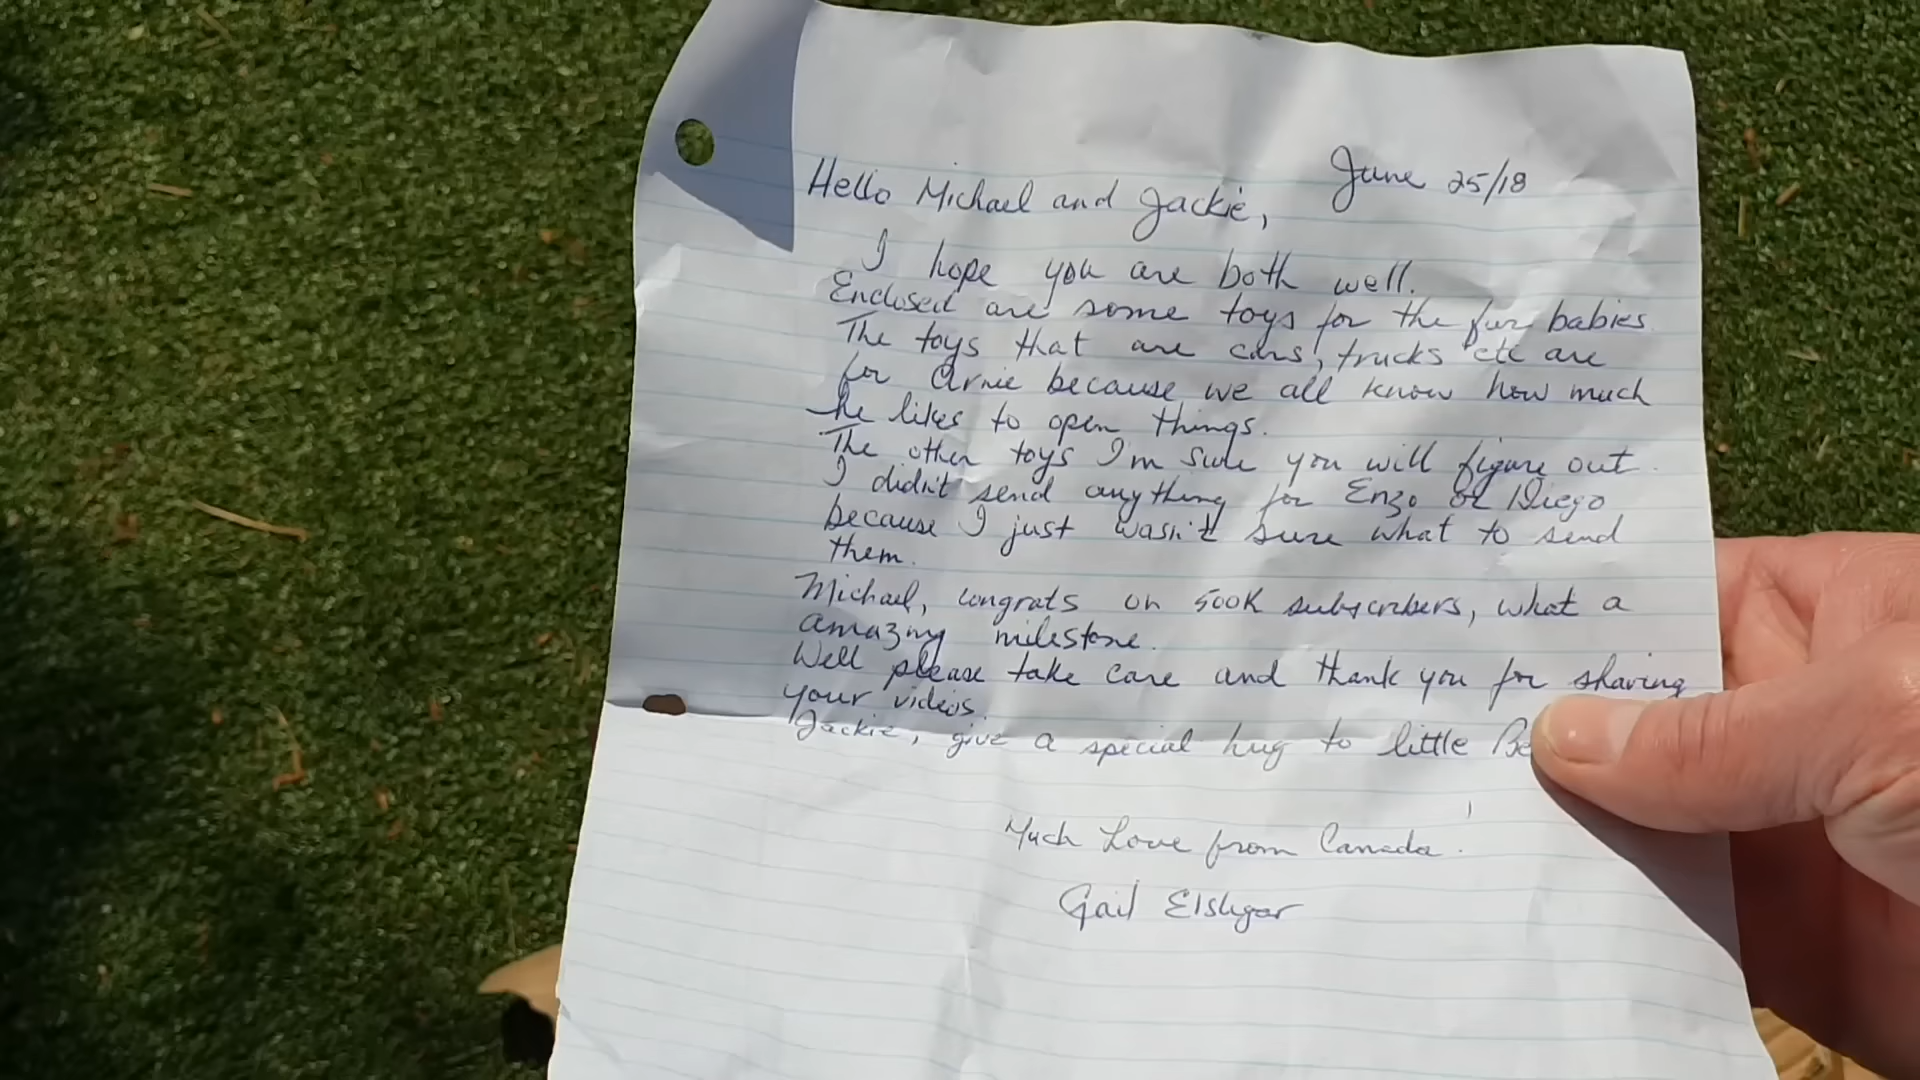 June 25/18
Hello Michael and Jackie,
I hope you are both well.
Enclosed are some toys for the fur babies.
The toys that are cars, trucks etc are
for Arnie because we all know how much
he likes to open things.
The other toys I'm sure you will figure out.
I didn't send anything for Enzo or Diego
because I just wasn't sure what to send
them.
Michael, congrats on 500K subscribers, what a
amazing milestone.
Well please take care and thank you for sharing
your videos.
Jackie, give a special hug to little
Much Love from Canada!
Gail